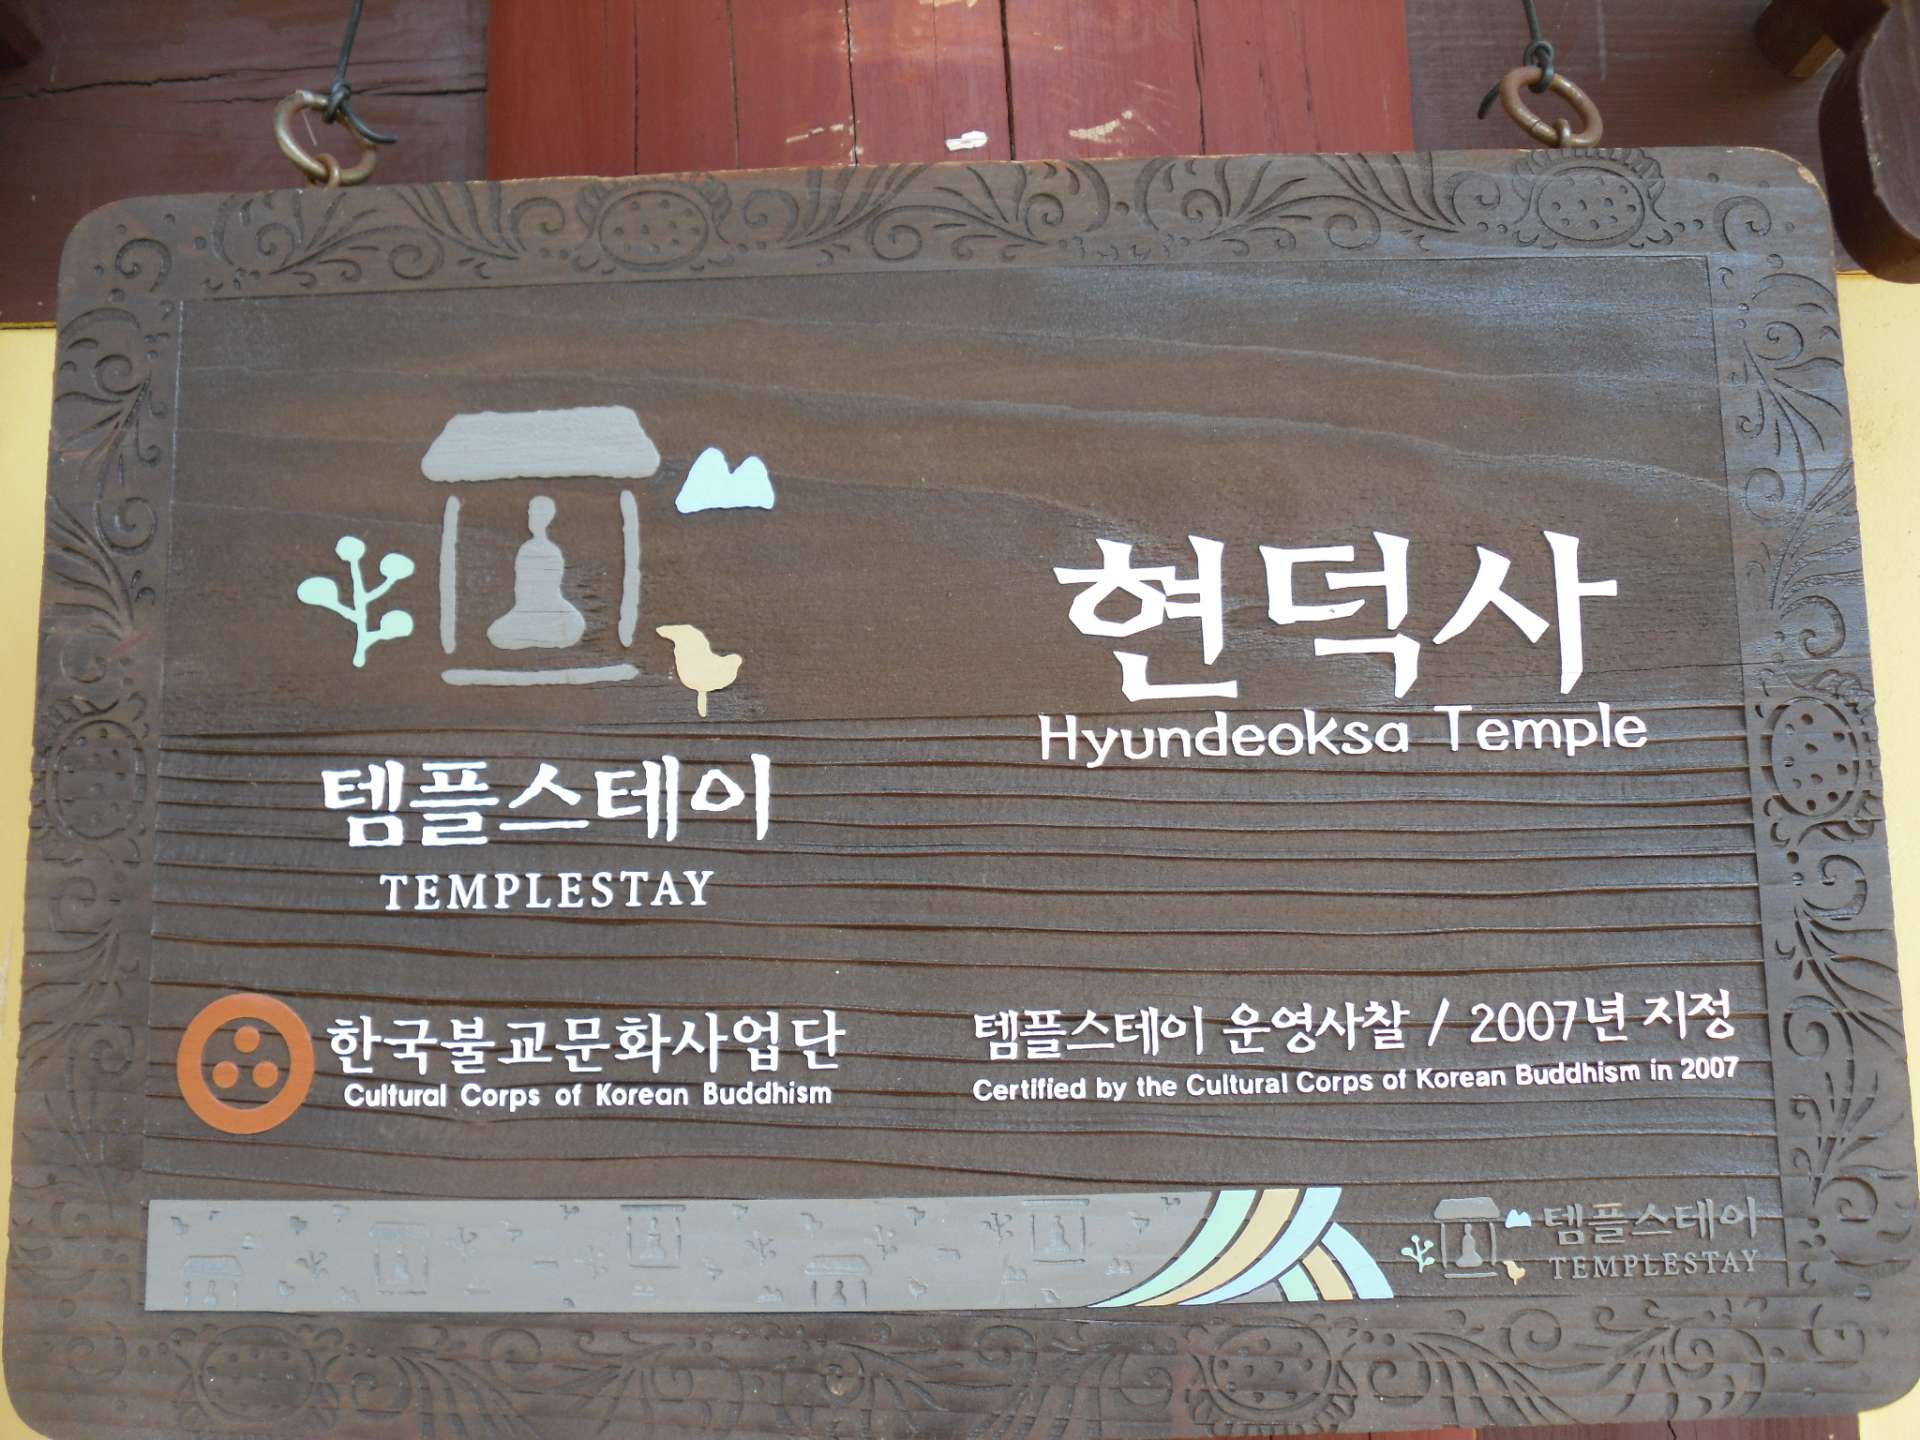 현덕사
Hyundeoksa Temple
템플스테이
TEMPLESTAY
한국불교문화사업단
Cultural Corps of Korean Buddhism
템플스테이 운영사찰 / 2007년 지정
Certified by the Cultural Corps of Korean Buddhism in 2007
템플스테이
TEMPLESTAY